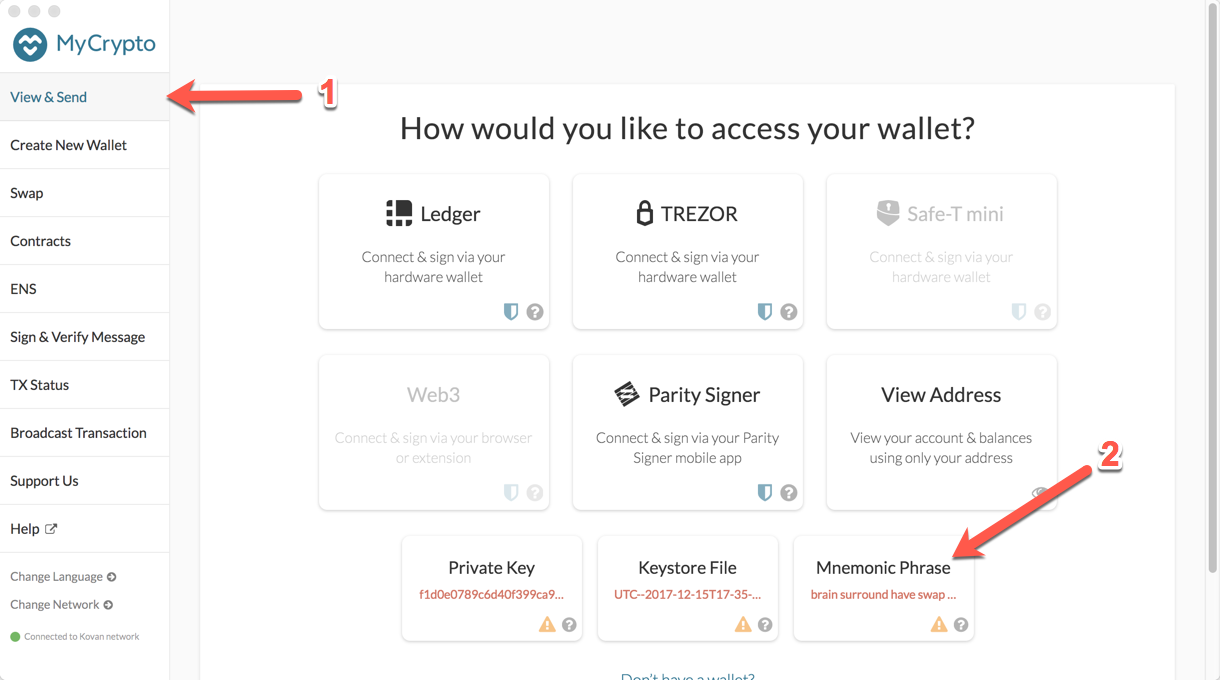 MyCrypto
View & Send
1
Create New Wallet
Swap
Contracts
ENS
Sign & Verify Message
TX Status
Broadcast Transaction
Support Us
Help
Change Language
Change Network
Connected to Kovan network
How would you like to access your wallet?
Ledger
Connect & sign via your
hardware wallet
?
TREZOR
Connect & sign via your
hardware wallet
?
Safe-T mini
Connect & sign via your
hardware wallet
?
Web3
Connect & sign via your browser
or extension
?
Parity Signer
Connect & sign via your Parity
Signer mobile app
?
View Address
View your account & balances
using only your address
2
Private Key
f1d0e0789c6d40f399ca9...
?
Keystore File
UTC--2017-12-15T17-35-...
?
Mnemonic Phrase
brain surround have swap ...
?
Don't have a wallet?